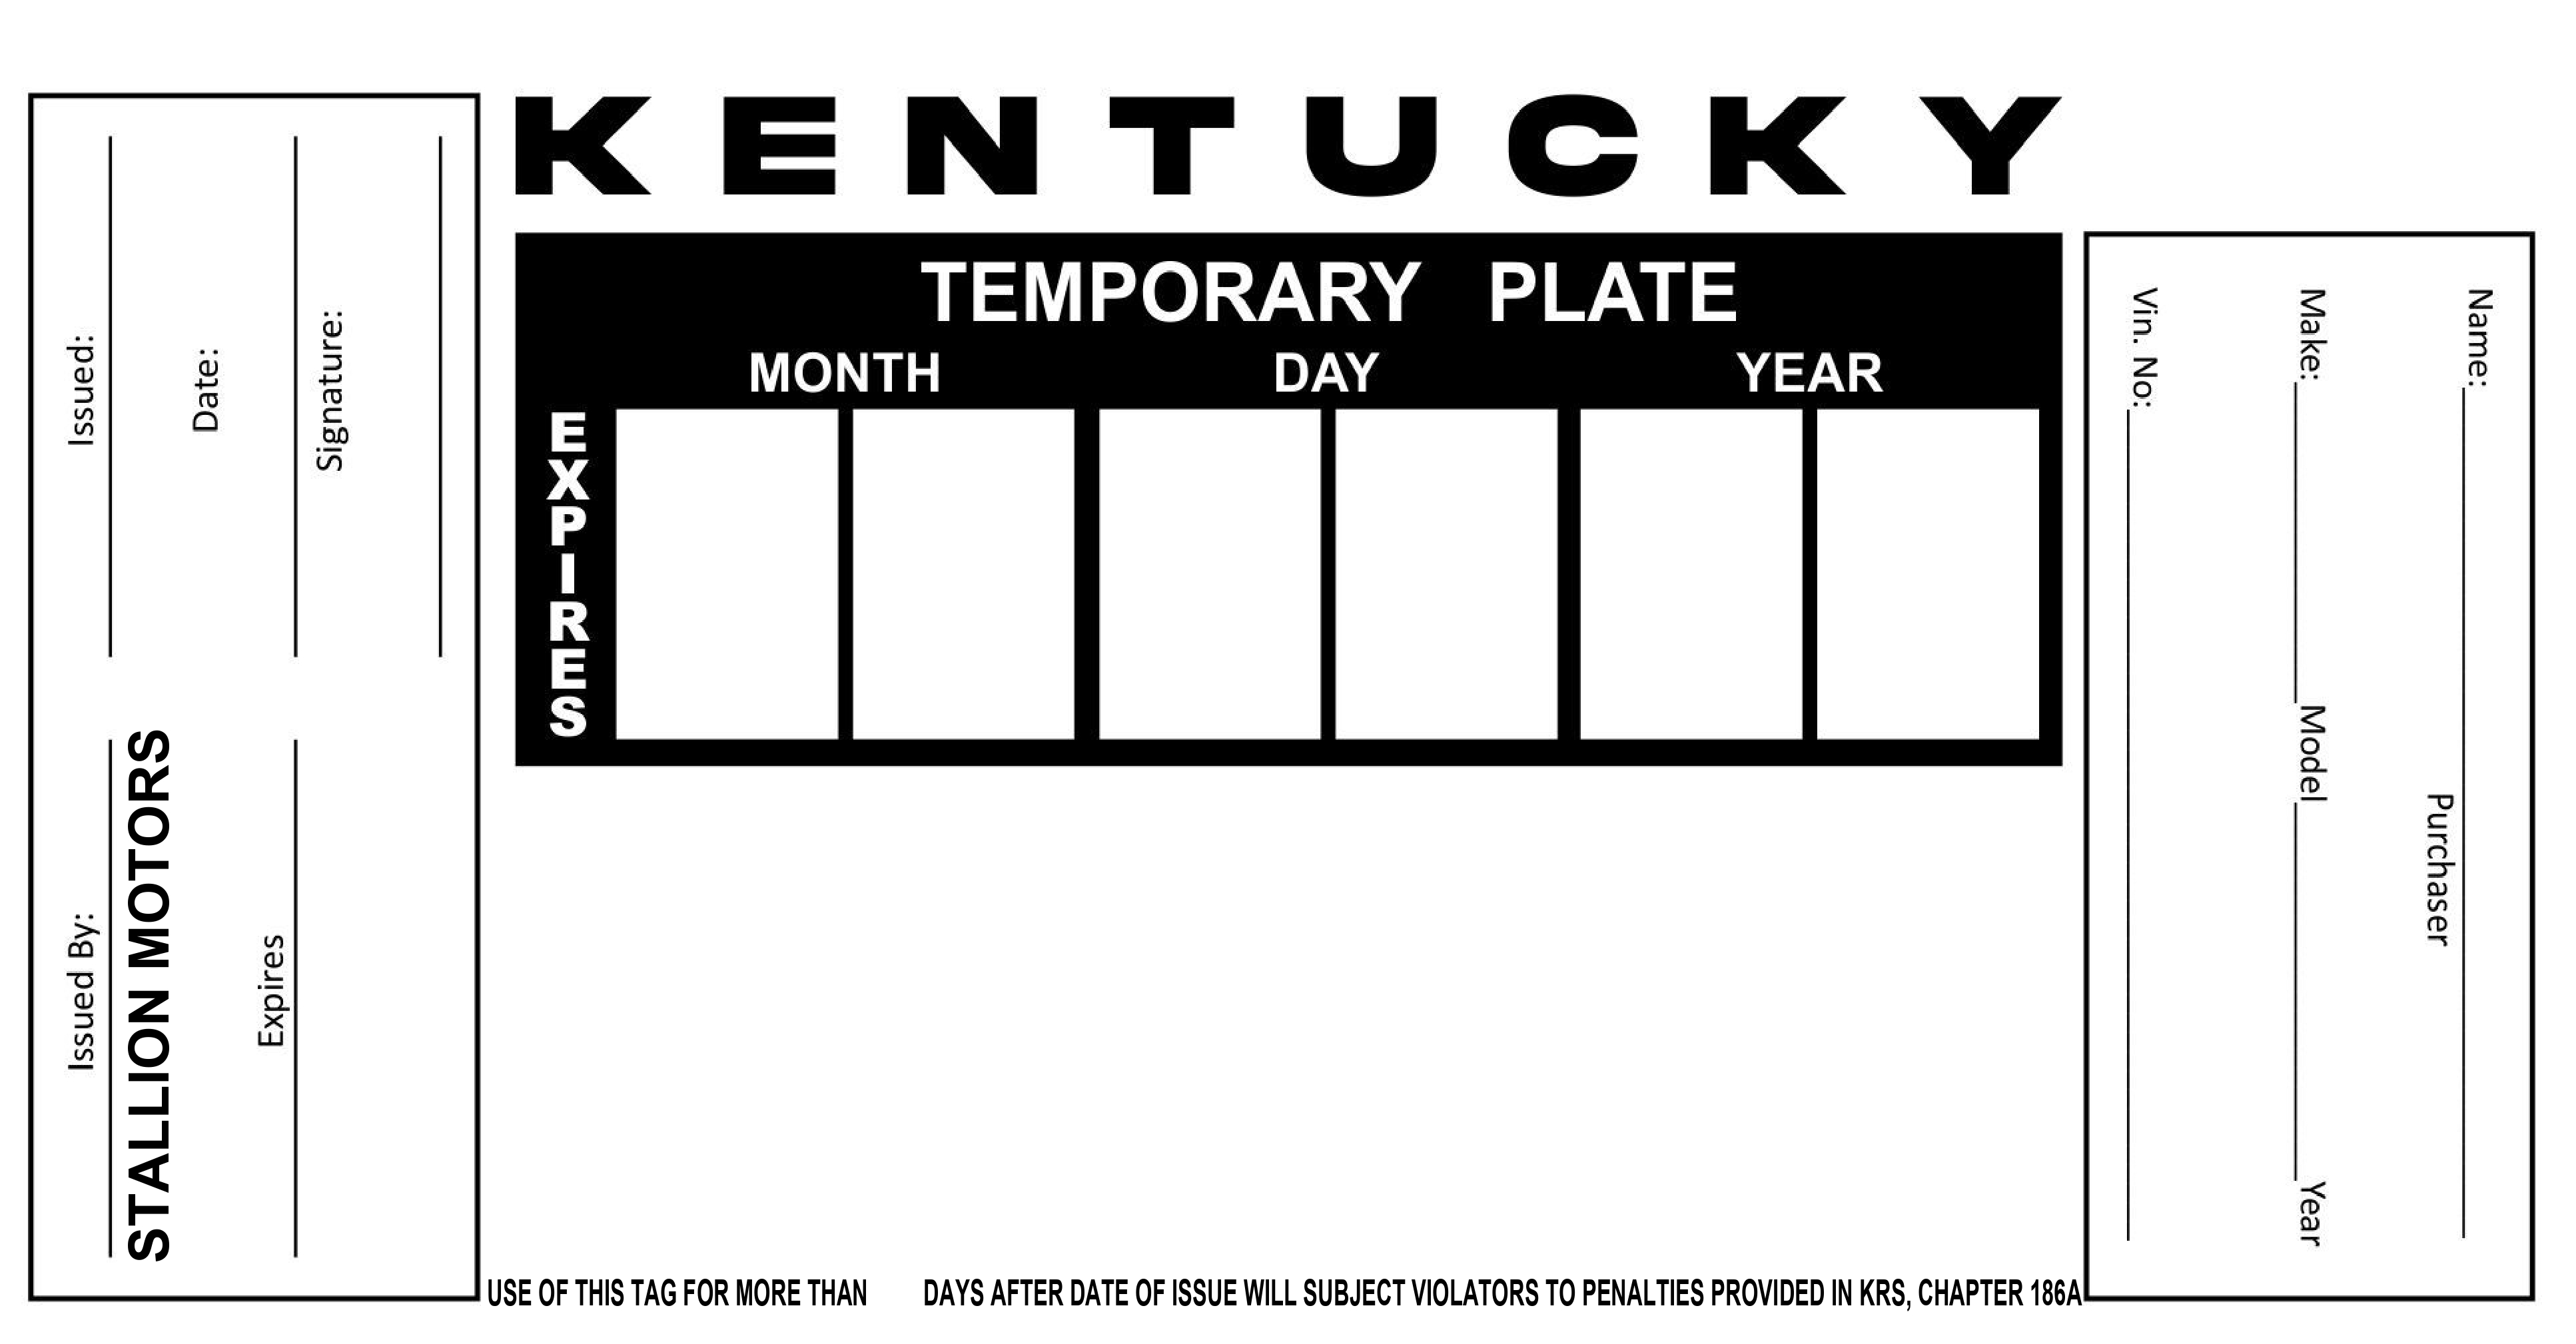 KENTUCKY
TEMPORARY PLATE
MONTH DAY YEAR
EXPIRES
Issued:
Date:
Signature:
Issued By:
STALLION MOTORS
Expires
Name:
Purchaser
Make: Model Year
Vin. No:
USE OF THIS TAG FOR MORE THAN DAYS AFTER DATE OF ISSUE WILL SUBJECT VIOLATORS TO PENALTIES PROVIDED IN KRS, CHAPTER 186A